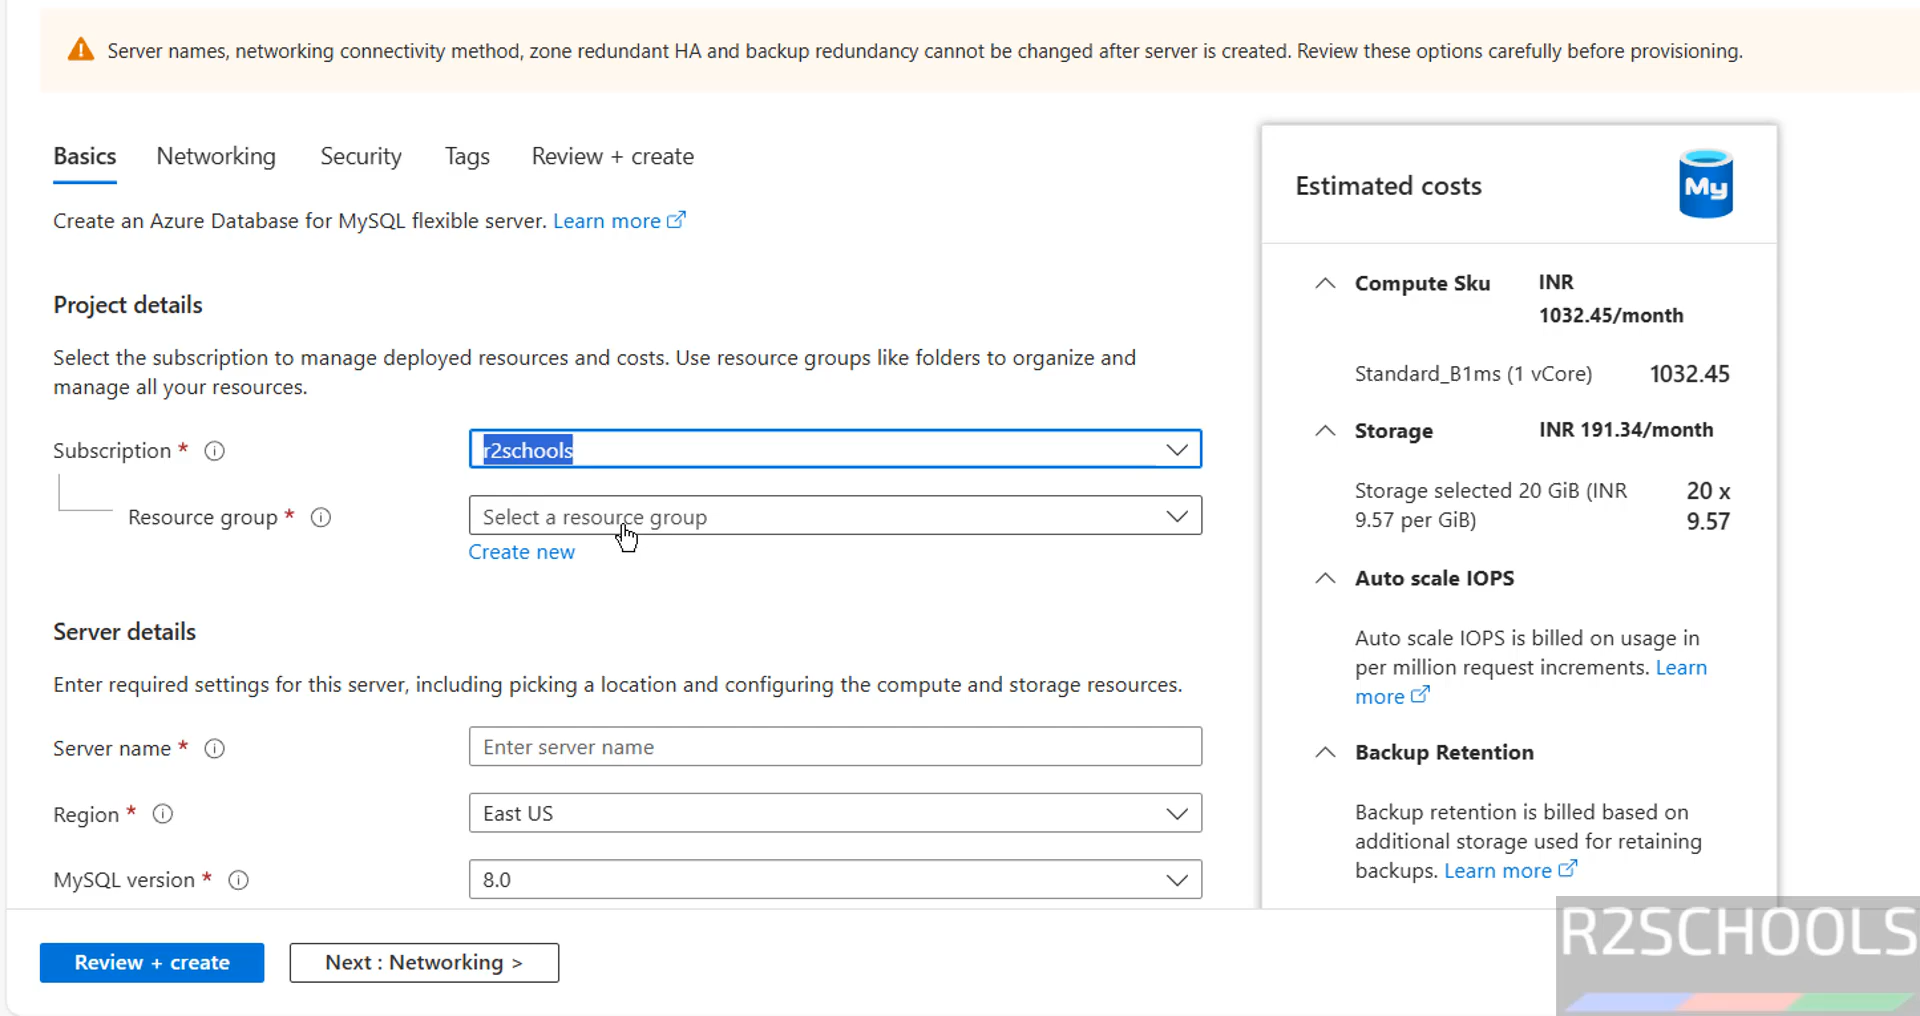 Server names, networking connectivity method, zone redundant HA and backup redundancy cannot be changed after server is created. Review these options carefully before provisioning.
Basics Networking Security Tags Review + create
Create an Azure Database for MySQL flexible server. Learn more
Project details
Select the subscription to manage deployed resources and costs. Use resource groups like folders to organize and
manage all your resources.
Subscription *
r2schools
Resource group *
Select a resource group
Create new
Server details
Enter required settings for this server, including picking a location and configuring the compute and storage resources.
Server name *
Enter server name
Region *
East US
MySQL version *
8.0
Review + create
Next : Networking >
Estimated costs
My
Compute Sku INR
1032.45/month
Standard_B1ms (1 vCore) 1032.45
Storage INR 191.34/month
Storage selected 20 GiB (INR 20 x
9.57 per GiB) 9.57
Auto scale IOPS
Auto scale IOPS is billed on usage in
per million request increments. Learn
more
Backup Retention
Backup retention is billed based on
additional storage used for retaining
backups. Learn more
R2SCHOOLS